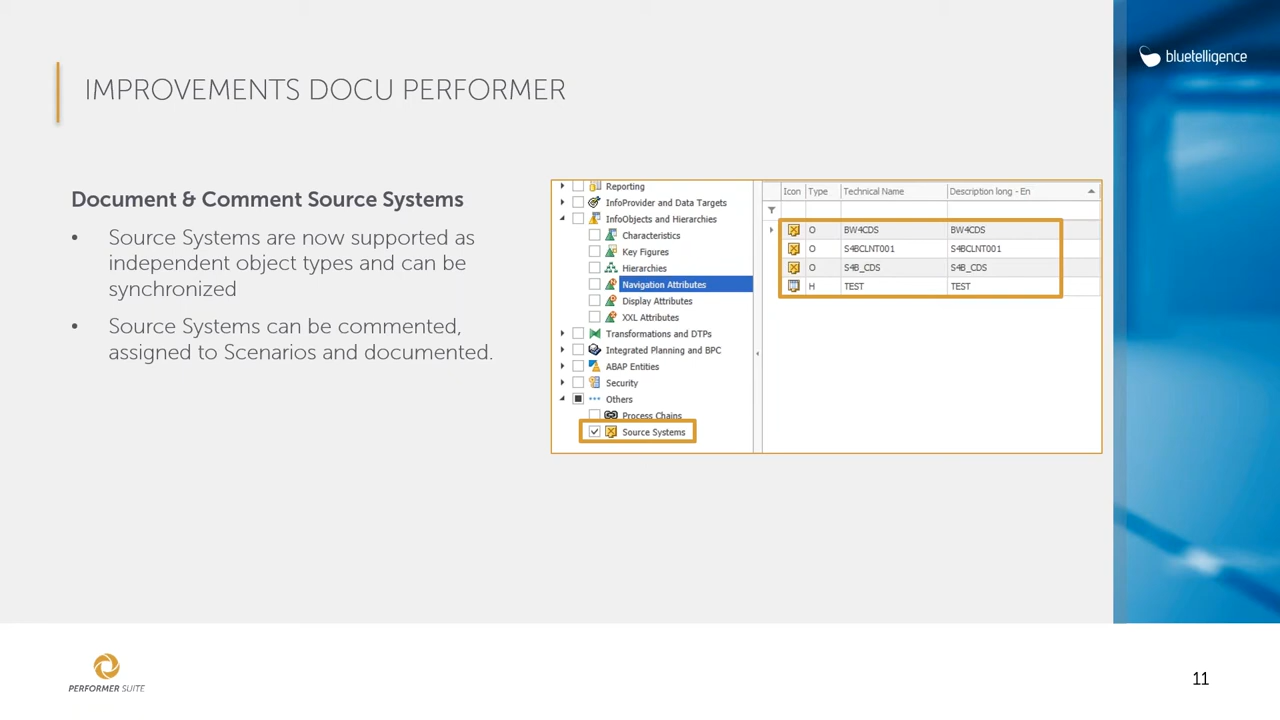 bluetelligence
IMPROVEMENTS DOCU PERFORMER
Document & Comment Source Systems
• Source Systems are now supported as
independent object types and can be
synchronized
• Source Systems can be commented,
assigned to Scenarios and documented.
Reporting
InfoProvider and Data Targets
InfoObjects and Hierarchies
Characteristics
Key Figures
Hierarchies
Navigation Attributes
Display Attributes
XXL Attributes
Transformations and DTPs
Integrated Planning and BPC
ABAP Entities
Security
Others
Process Chains
Source Systems
Icon Type Technical Name Description long - En
O BW4CDS BW4CDS
O S4BCLNT001 S4BCLNT001
O S4B_CDS S4B_CDS
H TEST TEST
PERFORMER SUITE
11